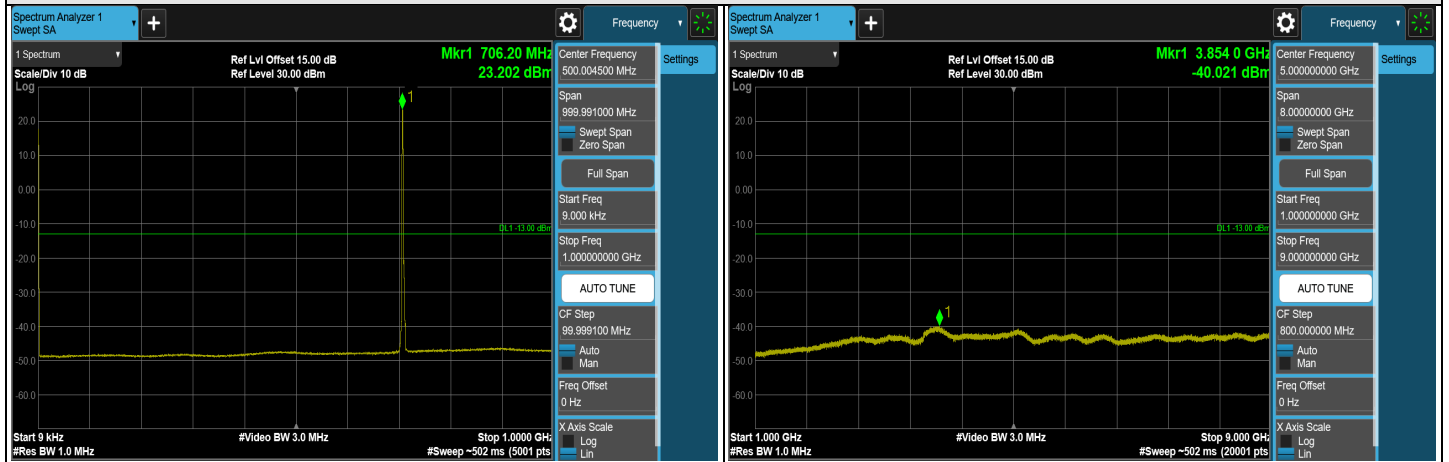 Spectrum Analyzer 1
Swept SA
+
Frequency
1 Spectrum
Scale/Div 10 dB
Log
Ref Lvl Offset 15.00 dB
Ref Level 30.00 dBm
Mkr1 706.20 MHz
23.202 dBm
1
20.0
10.0
0.00
-10.0
-20.0
-30.0
-40.0
-50.0
-60.0
DL1 -13.00 dBm
Start 9 kHz
#Res BW 1.0 MHz
#Video BW 3.0 MHz
Stop 1.0000 GHz
#Sweep ~502 ms (5001 pts
Center Frequency
500.004500 MHz
Span
999.991000 MHz
Swept Span
Zero Span
Full Span
Start Freq
9.000 kHz
Stop Freq
1.000000000 GHz
AUTO TUNE
CF Step
99.999100 MHz
Auto
Man
Freq Offset
0 Hz
X Axis Scale
Log
Lin
Settings
Spectrum Analyzer 1
Swept SA
+
Frequency
1 Spectrum
Scale/Div 10 dB
Log
Ref Lvl Offset 15.00 dB
Ref Level 30.00 dBm
Mkr1 3.854 0 GHz
-40.021 dBm
1
20.0
10.0
0.00
-10.0
-20.0
-30.0
-40.0
-50.0
-60.0
DL1 -13.00 dBm
Start 1.000 GHz
#Res BW 1.0 MHz
#Video BW 3.0 MHz
Stop 9.000 GHz
#Sweep ~502 ms (20001 pts
Center Frequency
5.000000000 GHz
Span
8.00000000 GHz
Swept Span
Zero Span
Full Span
Start Freq
1.000000000 GHz
Stop Freq
9.000000000 GHz
AUTO TUNE
CF Step
800.000000 MHz
Auto
Man
Freq Offset
0 Hz
X Axis Scale
Log
Lin
Settings